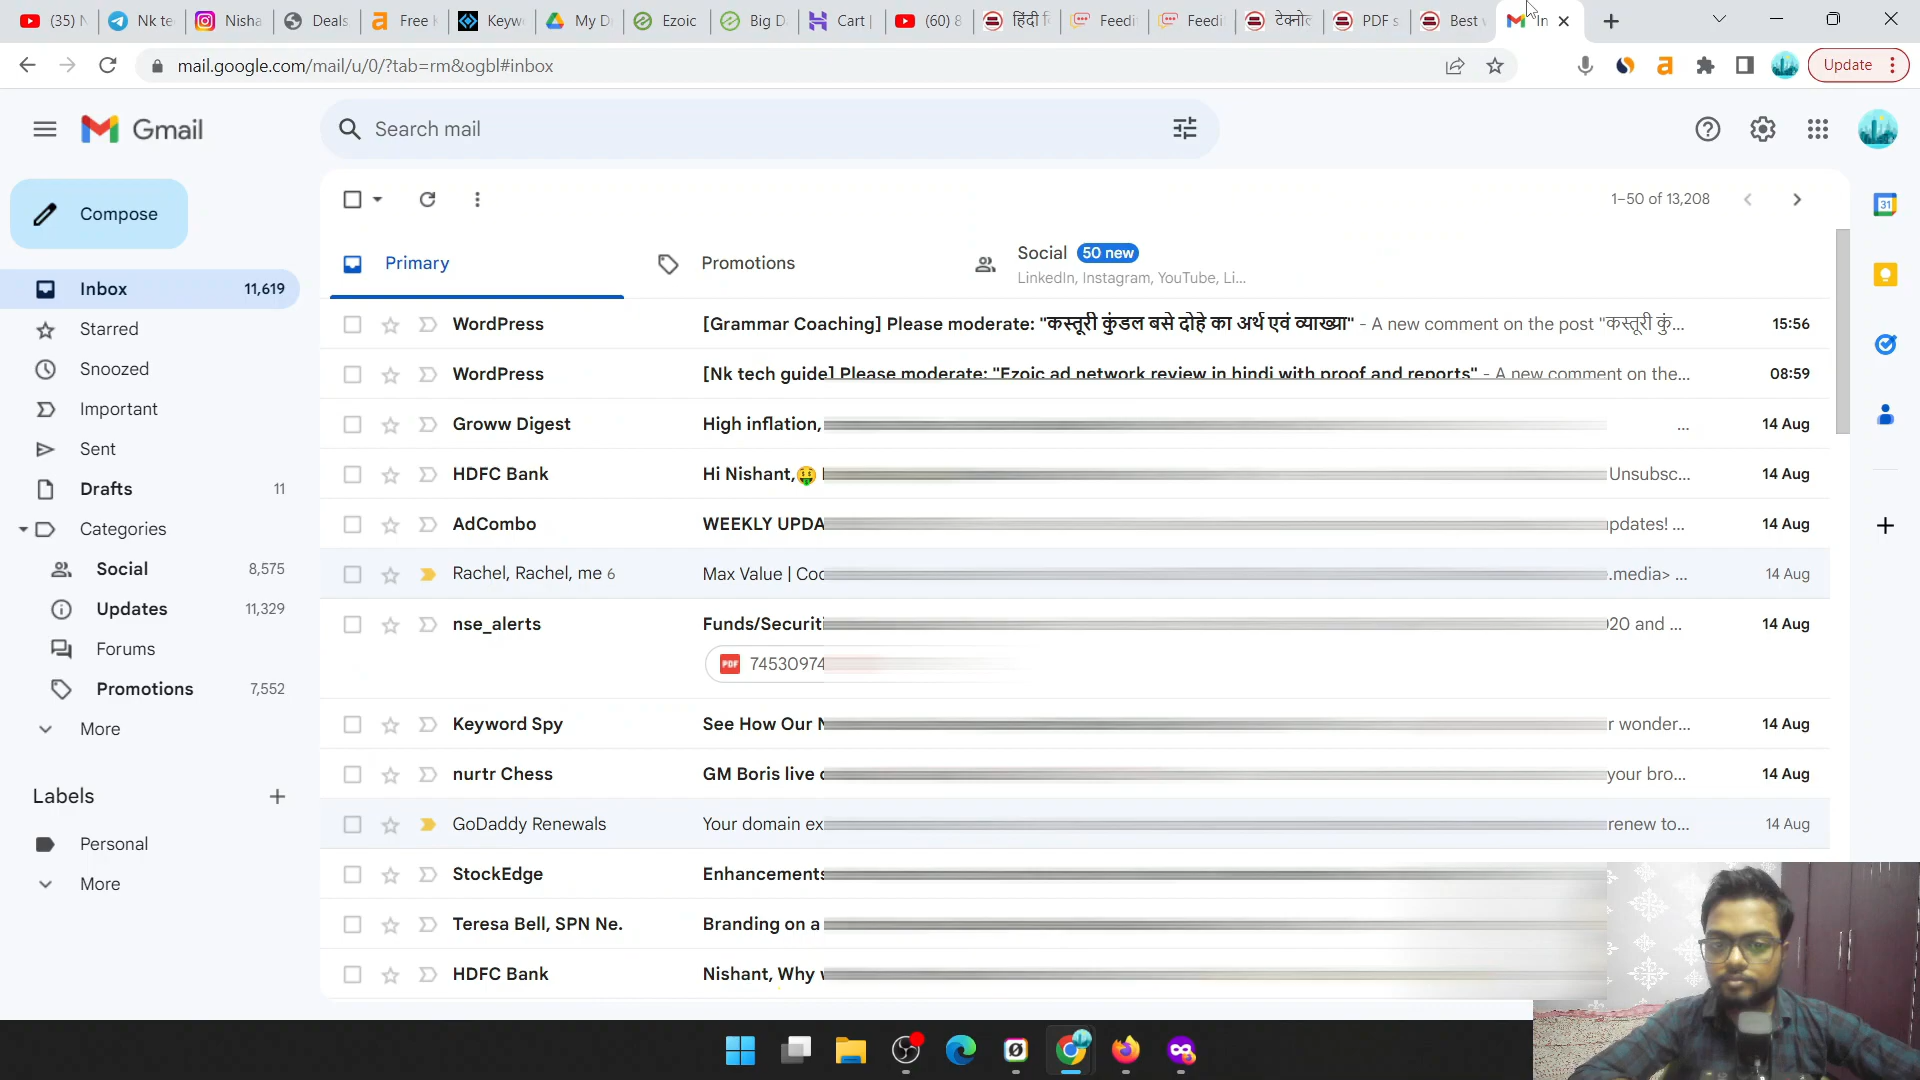 (35) N
Nk te
Nisha
Deals
Free
Keyw
My D
Ezoic
Big D
Cart |
(60) 8
Feedi
Feedi
PDF s
Best
In
mail.google.com/mail/u/0/?tab=rm&ogbl#inbox
Update
Gmail
Search mail
Compose
1–50 of 13,208
Primary
Promotions
Social 50 new
LinkedIn, Instagram, YouTube, Li...
Inbox 11,619
Starred
Snoozed
Important
Sent
Drafts 11
Categories
Social 8,575
Updates 11,329
Forums
Promotions 7,552
More
Labels
Personal
More
WordPress [Grammar Coaching] Please moderate: "कस्तूरी कुंडल बसे दोहे का अर्थ एवं व्याख्या" - A new comment on the post "कस्तूरी कुं... 15:56
WordPress [Nk tech guide] Please moderate: "Ezoic ad network review in hindi with proof and reports" - A new comment on the... 08:59
Groww Digest High inflation, ... 14 Aug
HDFC Bank Hi Nishant, Unsubsc... 14 Aug
AdCombo WEEKLY UPDA pdates! ... 14 Aug
Rachel, Rachel, me 6 Max Value | Coc .media> ... 14 Aug
nse_alerts Funds/Securiti 20 and ... 14 Aug
PDF 74530974
Keyword Spy See How Our N r wonder... 14 Aug
nurtr Chess GM Boris live your bro... 14 Aug
GoDaddy Renewals Your domain ex renew to... 14 Aug
StockEdge Enhancements
Teresa Bell, SPN Ne. Branding on a
HDFC Bank Nishant, Why